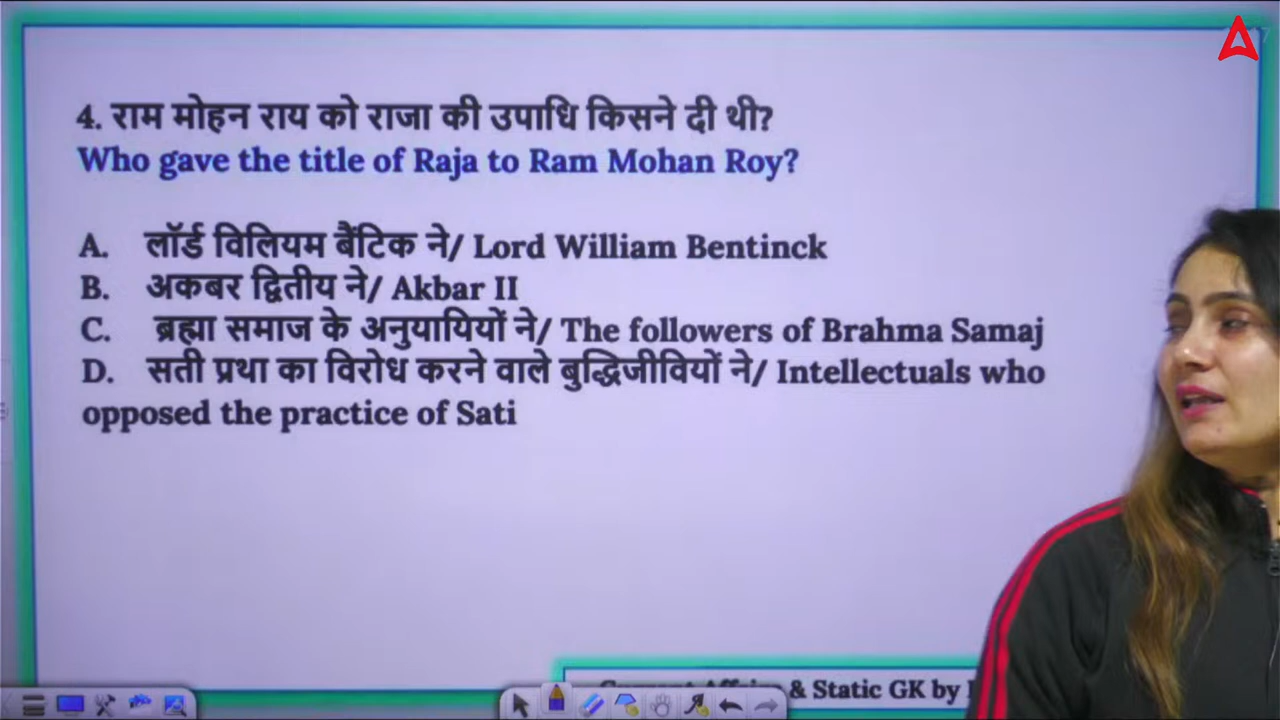 4. राम मोहन राय को राजा की उपाधि किसने दी थी?
Who gave the title of Raja to Ram Mohan Roy?
A. लॉर्ड विलियम बैंटिक ने/ Lord William Bentinck
B. अकबर द्वितीय ने/ Akbar II
C. ब्रह्मा समाज के अनुयायियों ने/ The followers of Brahma Samaj
D. सती प्रथा का विरोध करने वाले बुद्धिजीवियों ने/ Intellectuals who
opposed the practice of Sati
& Static GK by